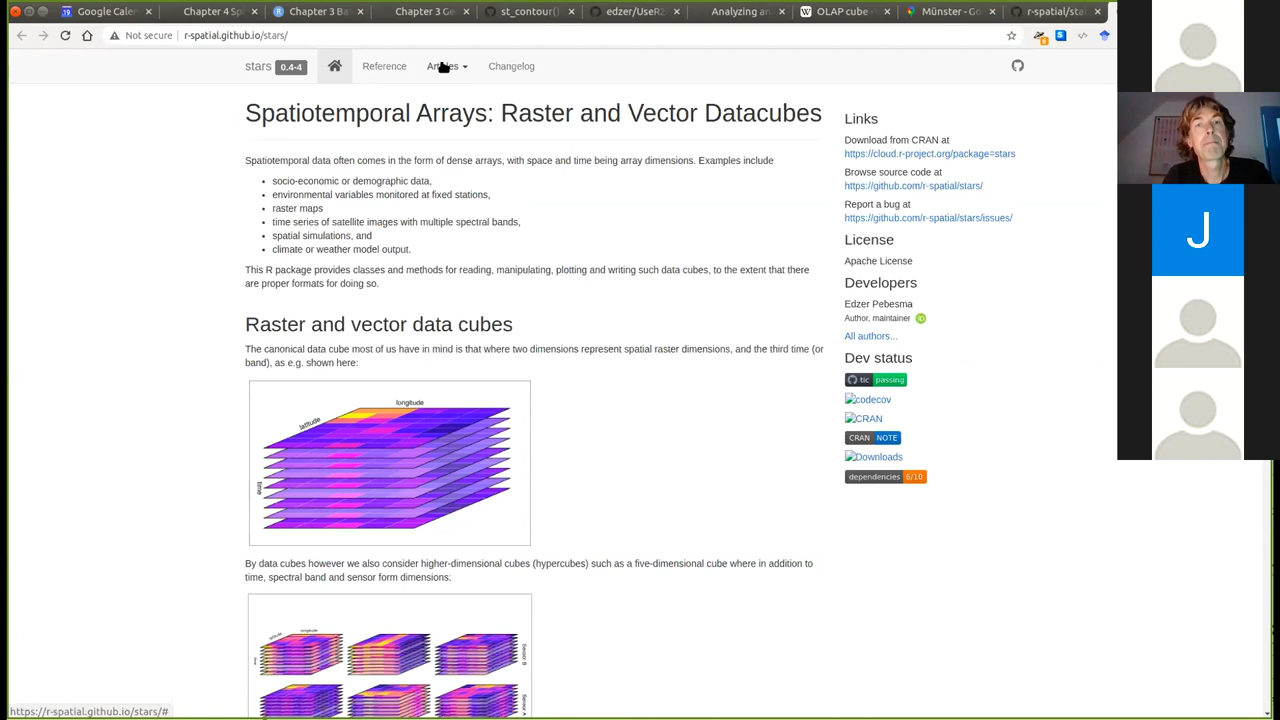 Google Cale
Chapter 4 Sp
Chapter 3 Ba
Chapter 3 Ge
st_contour()
edzer/UseR2
Analyzing an
OLAP cube -
Münster - Go
r-spatial/star
Not secure
r-spatial.github.io/stars/
stars
0.4-4
Reference
Changelog
Spatiotemporal Arrays: Raster and Vector Datacubes
Spatiotemporal data often comes in the form of dense arrays, with space and time being array dimensions. Examples include
socio-economic or demographic data,
environmental variables monitored at fixed stations,
raster maps
time series of satellite images with multiple spectral bands,
spatial simulations, and
climate or weather model output.
This R package provides classes and methods for reading, manipulating, plotting and writing such data cubes, to the extent that there
are proper formats for doing so.
Raster and vector data cubes
The canonical data cube most of us have in mind is that where two dimensions represent spatial raster dimensions, and the third time (or
band), as e.g. shown here:
longitude
latitude
time
By data cubes however we also consider higher-dimensional cubes (hypercubes) such as a five-dimensional cube where in addition to
time, spectral band and sensor form dimensions:
longitude
latitude
time
Sensor B
Sensor A
Links
Download from CRAN at
https://cloud.r-project.org/package=stars
Browse source code at
https://github.com/r-spatial/stars/
Report a bug at
https://github.com/r-spatial/stars/issues/
License
Apache License
Developers
Edzer Pebesma
Author, maintainer
All authors...
Dev status
tic passing
codecov
CRAN
CRAN NOTE
Downloads
dependencies 6/10
J
https://r-spatial.github.io/stars/#